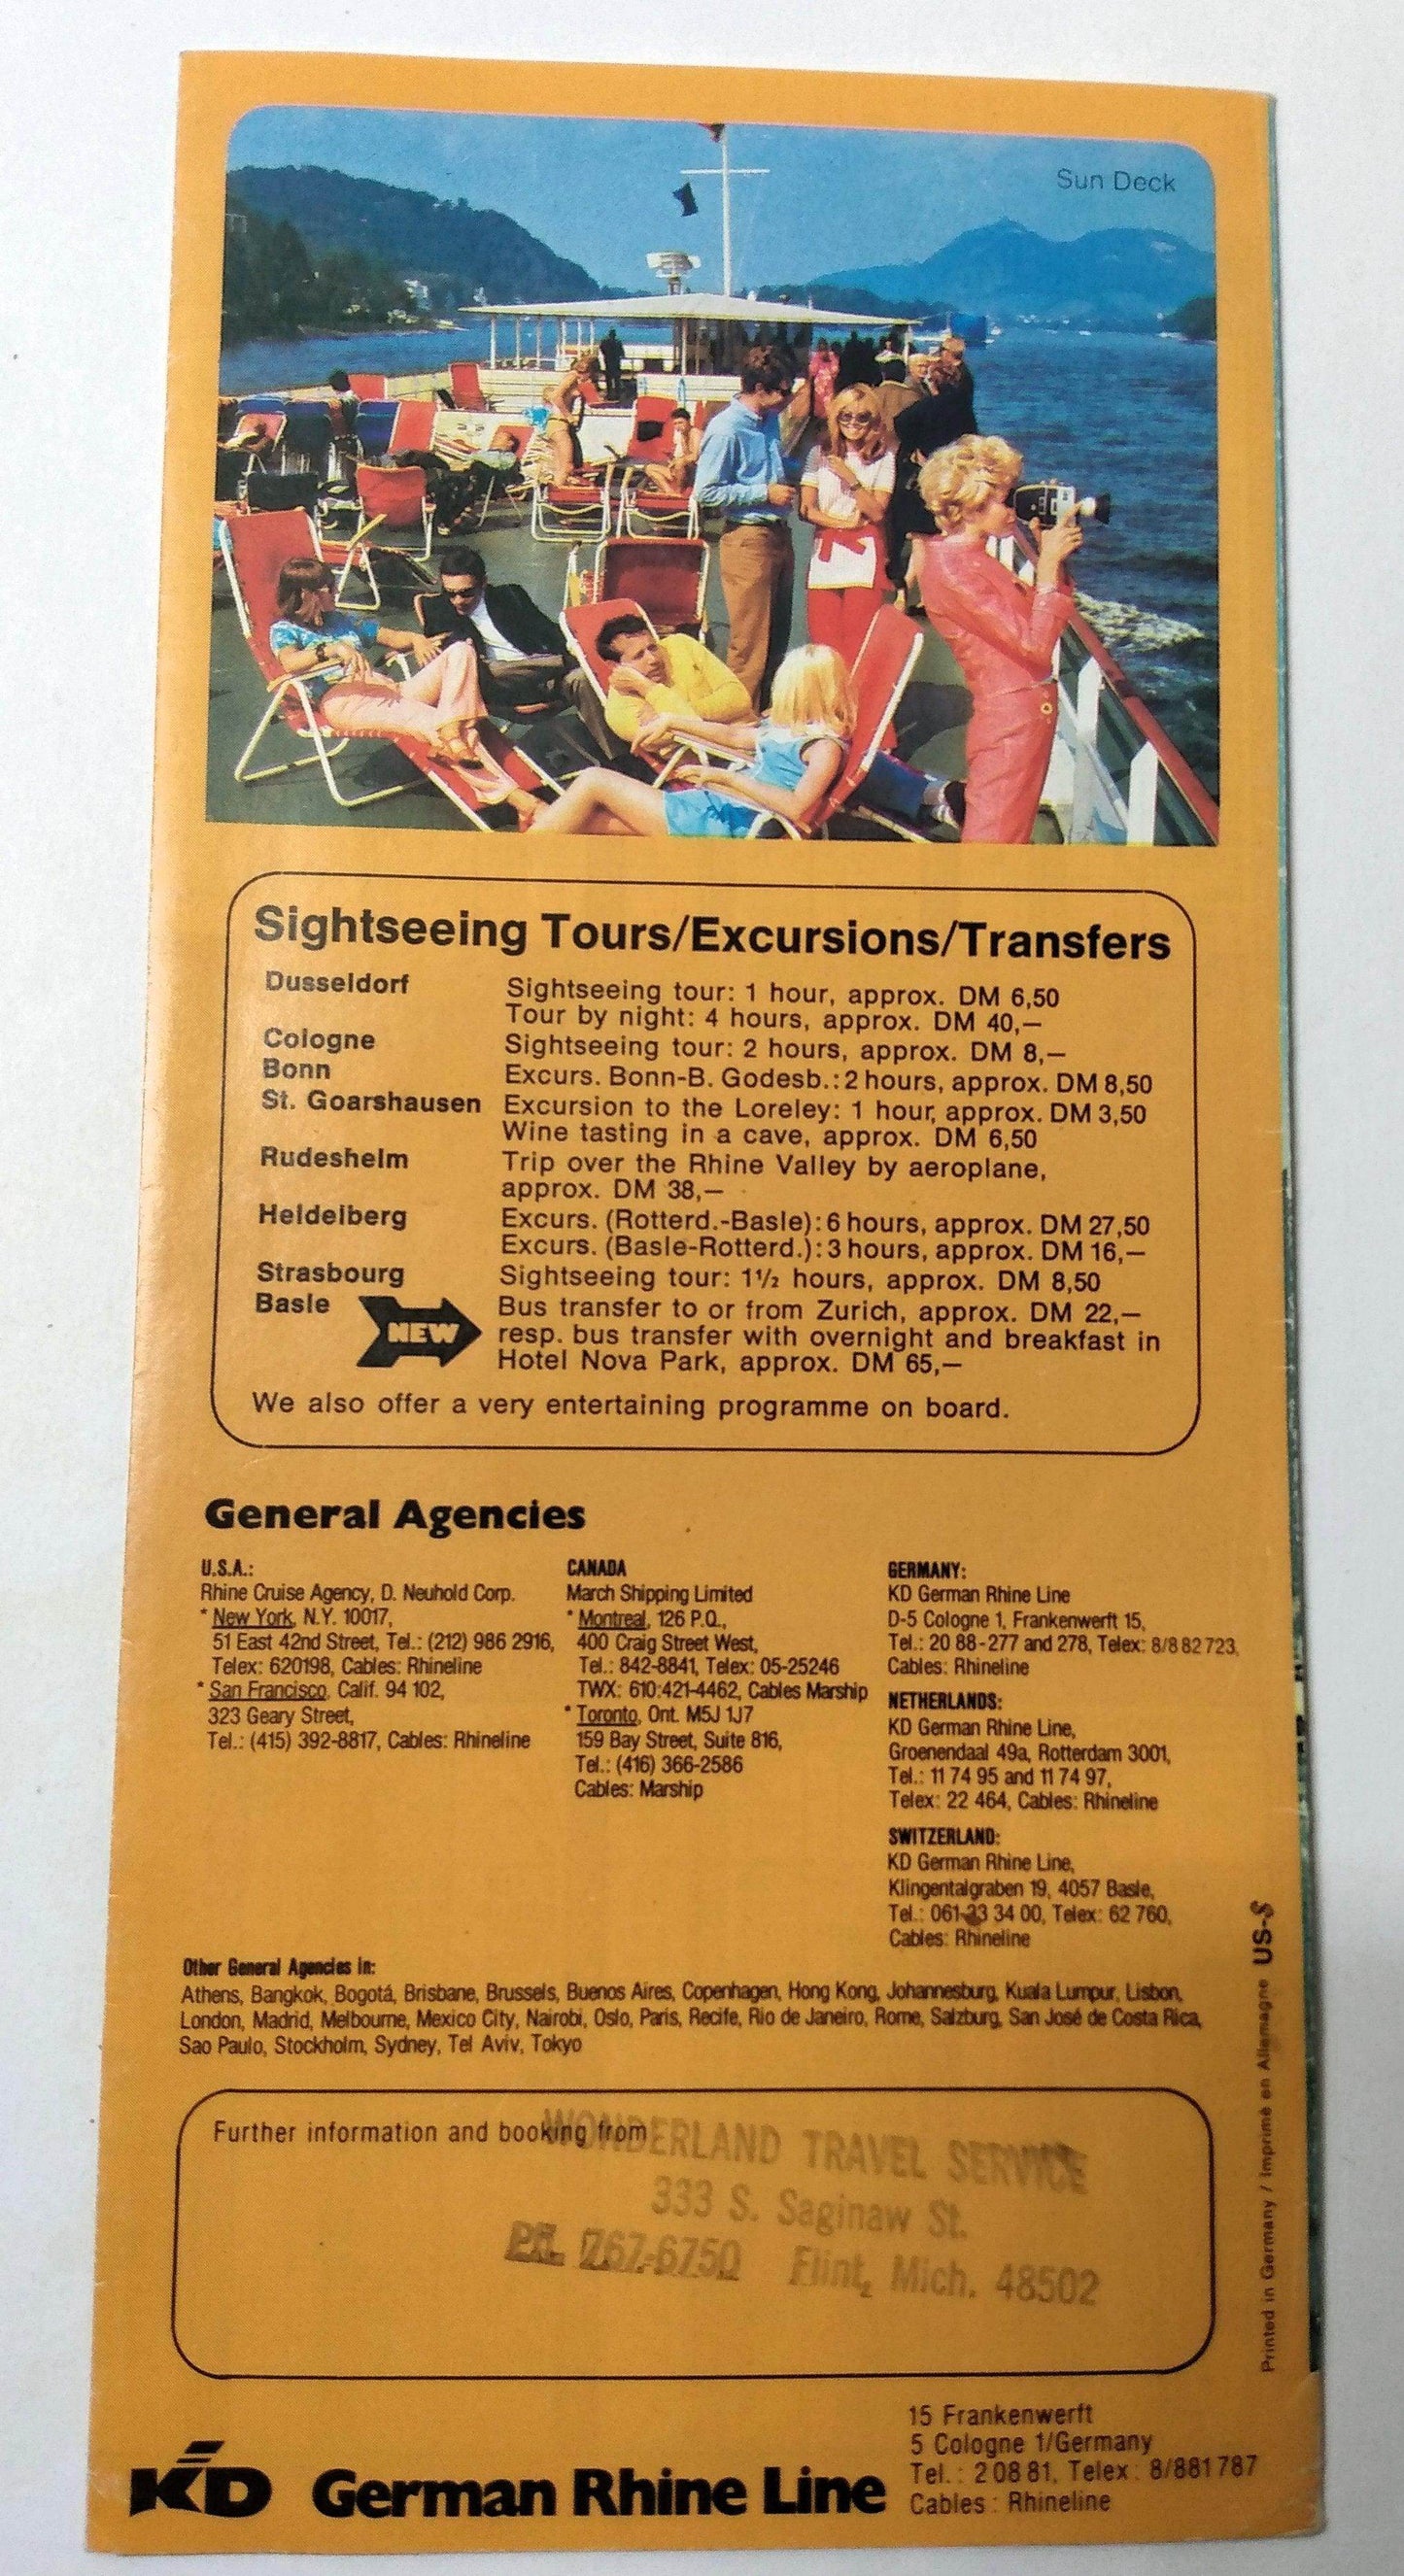 Sun Deck
Sightseeing Tours/Excursions/Transfers
Dusseldorf Sightseeing tour: 1 hour, approx. DM 6,50
Tour by night: 4 hours, approx. DM 40,—
Cologne Sightseeing tour: 2 hours, approx. DM 8,—
Bonn Excurs. Bonn-B. Godesb.: 2 hours, approx. DM 8,50
St. Goarshausen Excursion to the Loreley: 1 hour, approx. DM 3,50
Wine tasting in a cave, approx. DM 6,50
Rudesheim Trip over the Rhine Valley by aeroplane,
approx. DM 38,—
Heidelberg Excurs. (Rotterd.-Basle): 6 hours, approx. DM 27,50
Excurs. (Basle-Rotterd.): 3 hours, approx. DM 16,—
Strasbourg Sightseeing tour: 1½ hours, approx. DM 8,50
Basle NEW Bus transfer to or from Zurich, approx. DM 22,—
resp. bus transfer with overnight and breakfast in
Hotel Nova Park, approx. DM 65,—
We also offer a very entertaining programme on board.
General Agencies
U.S.A.:
Rhine Cruise Agency, D. Neuhold Corp.
* New York, N.Y. 10017,
51 East 42nd Street, Tel.: (212) 986 2916,
Telex: 620198, Cables: Rhineline
* San Francisco, Calif. 94 102,
323 Geary Street,
Tel.: (415) 392-8817, Cables: Rhineline
CANADA
March Shipping Limited
* Montreal, 126 P.Q.,
400 Craig Street West,
Tel.: 842-8841, Telex: 05-25246
TWX: 610:421-4462, Cables Marship
* Toronto, Ont. M5J 1J7
159 Bay Street, Suite 816,
Tel.: (416) 366-2586
Cables: Marship
GERMANY:
KD German Rhine Line
D-5 Cologne 1, Frankenwerft 15,
Tel.: 20 88-277 and 278, Telex: 8/8 82 723,
Cables: Rhineline
NETHERLANDS:
KD German Rhine Line,
Groenendaal 49a, Rotterdam 3001,
Tel.: 11 74 95 and 11 74 97,
Telex: 22 464, Cables: Rhineline
SWITZERLAND:
KD German Rhine Line,
Klingentalgraben 19, 4057 Basle,
Tel.: 061-33 34 00, Telex: 62 760,
Cables: Rhineline
Other General Agencies in:
Athens, Bangkok, Bogotá, Brisbane, Brussels, Buenos Aires, Copenhagen, Hong Kong, Johannesburg, Kuala Lumpur, Lisbon,
London, Madrid, Melbourne, Mexico City, Nairobi, Oslo, Paris, Recife, Rio de Janeiro, Rome, Salzburg, San José de Costa Rica,
Sao Paulo, Stockholm, Sydney, Tel Aviv, Tokyo
Further information and booking from
WONDERLAND TRAVEL SERVICE
333 S. Saginaw St.
PH. 767-6750 Flint, Mich. 48502
Printed in Germany / Imprimé en Allemagne US-$
KD German Rhine Line
15 Frankenwerft
5 Cologne 1/Germany
Tel.: 2 08 81, Telex: 8/881 787
Cables: Rhineline